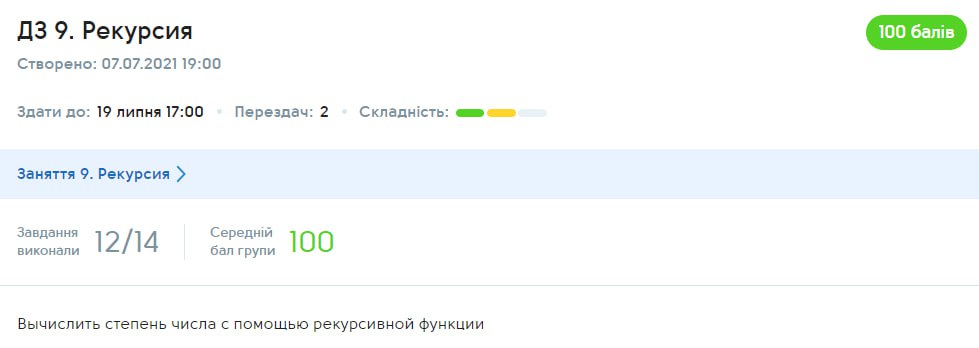 ДЗ 9. Рекурсия
100 балів
Створено: 07.07.2021 19:00
Здати до: 19 липня 17:00 • Перездач: 2 • Складність:
Заняття 9. Рекурсия
Завдання виконали 12/14
Середній бал групи 100
Вычислить степень числа с помощью рекурсивной функции